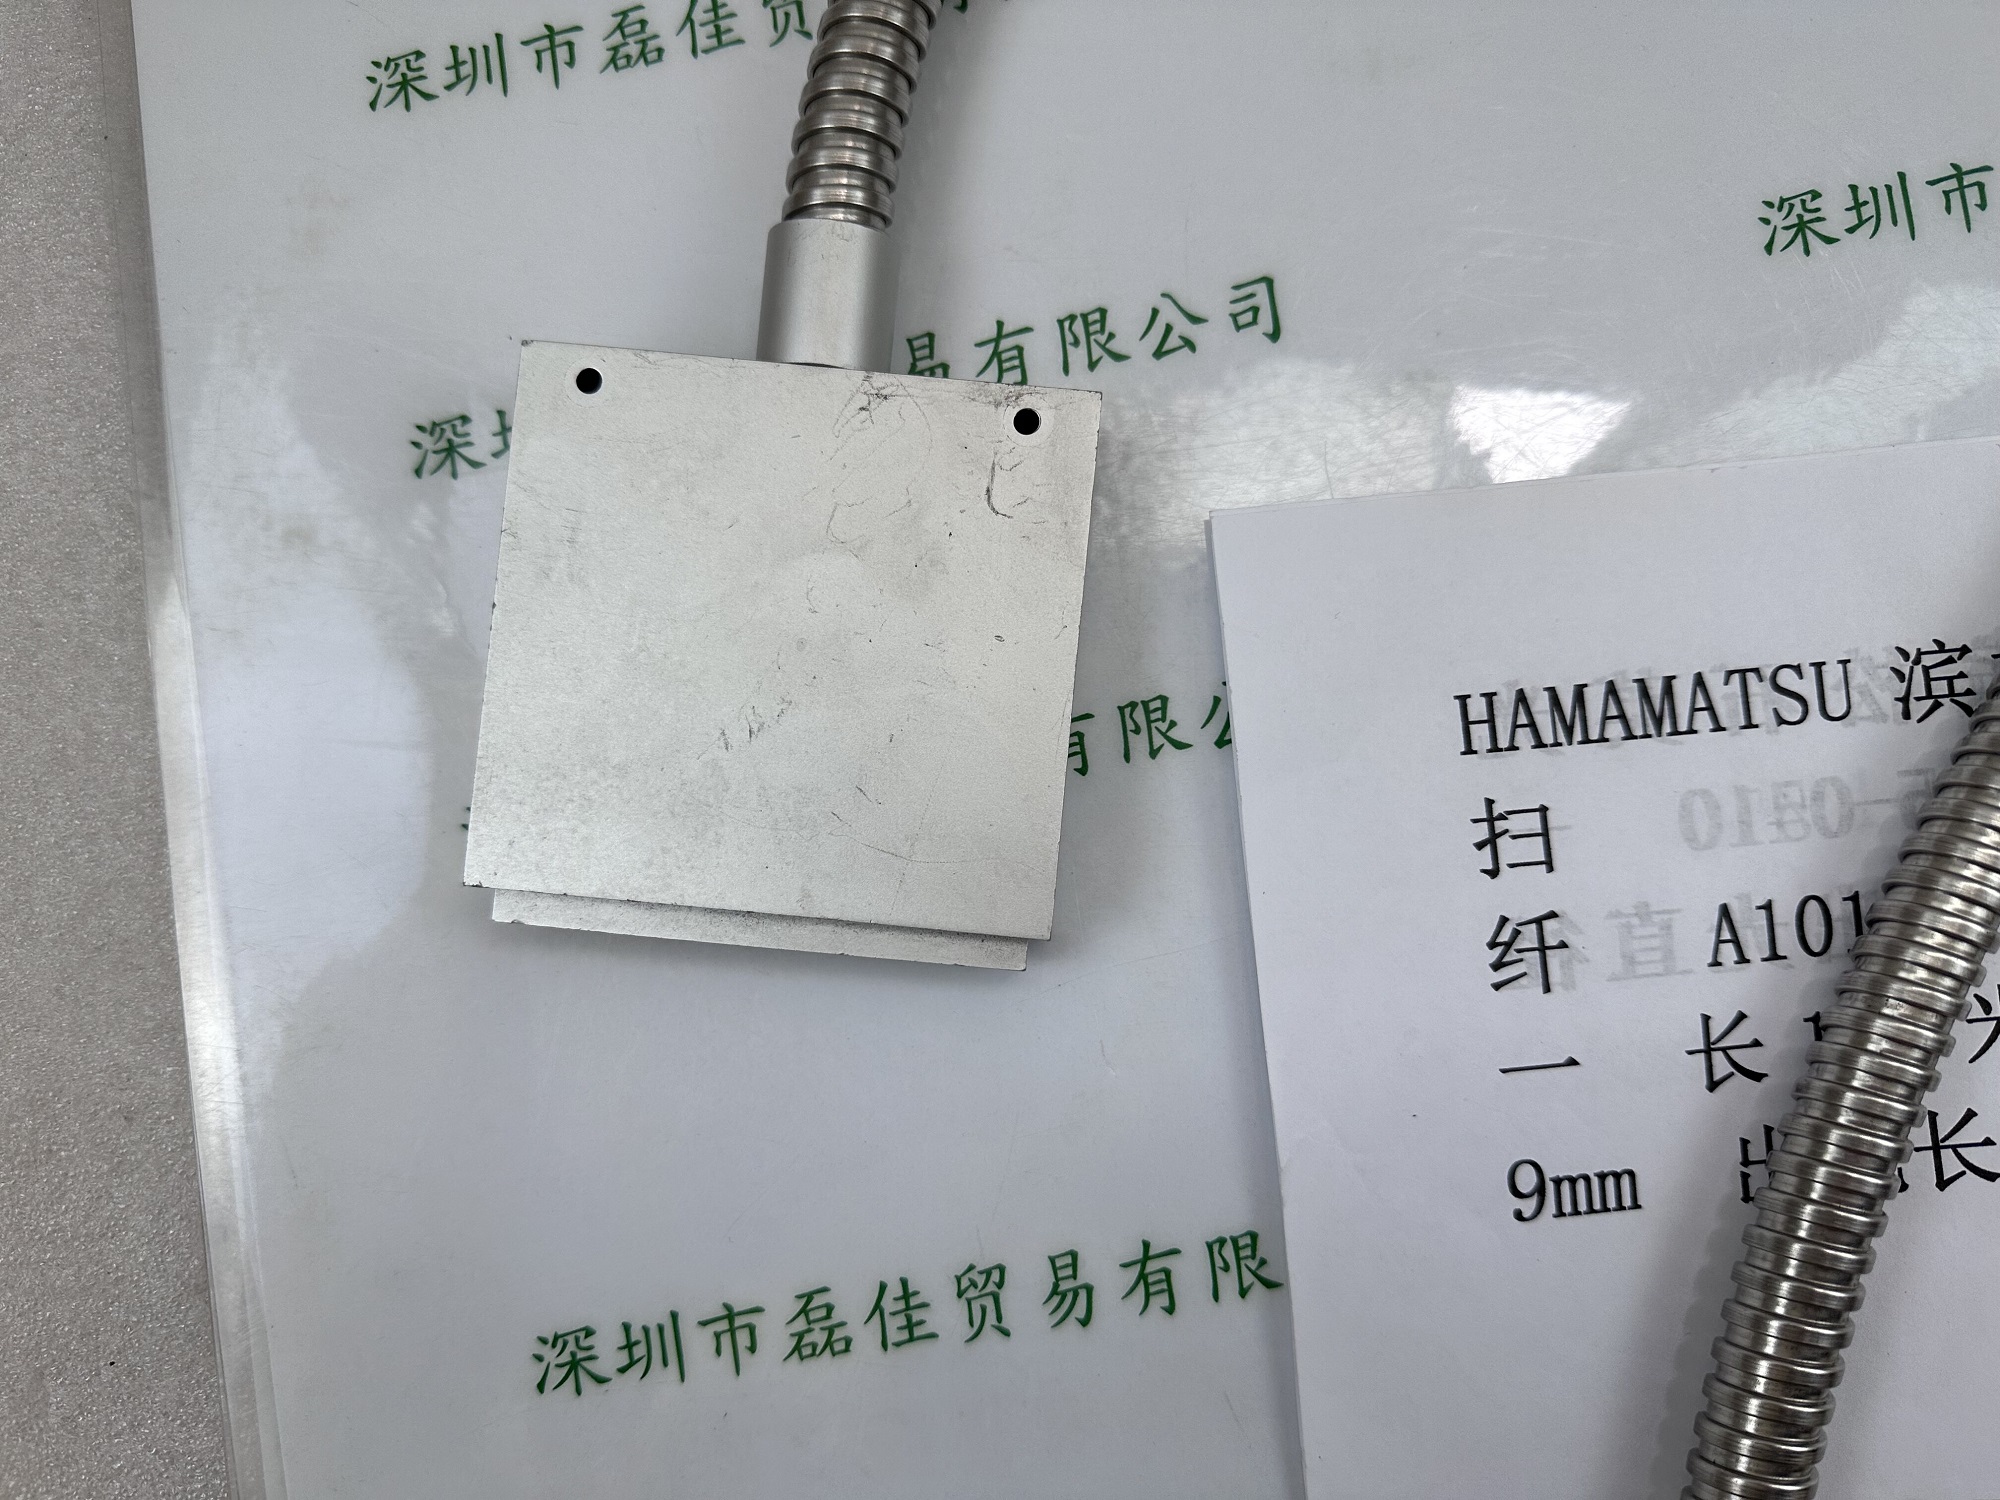 深圳市磊佳贸
深圳市
易有限公司
深圳
有限公
HAMAMATSU 滨
扫
纤 A101
一 长
9mm 出 长
深圳市磊佳贸易有限